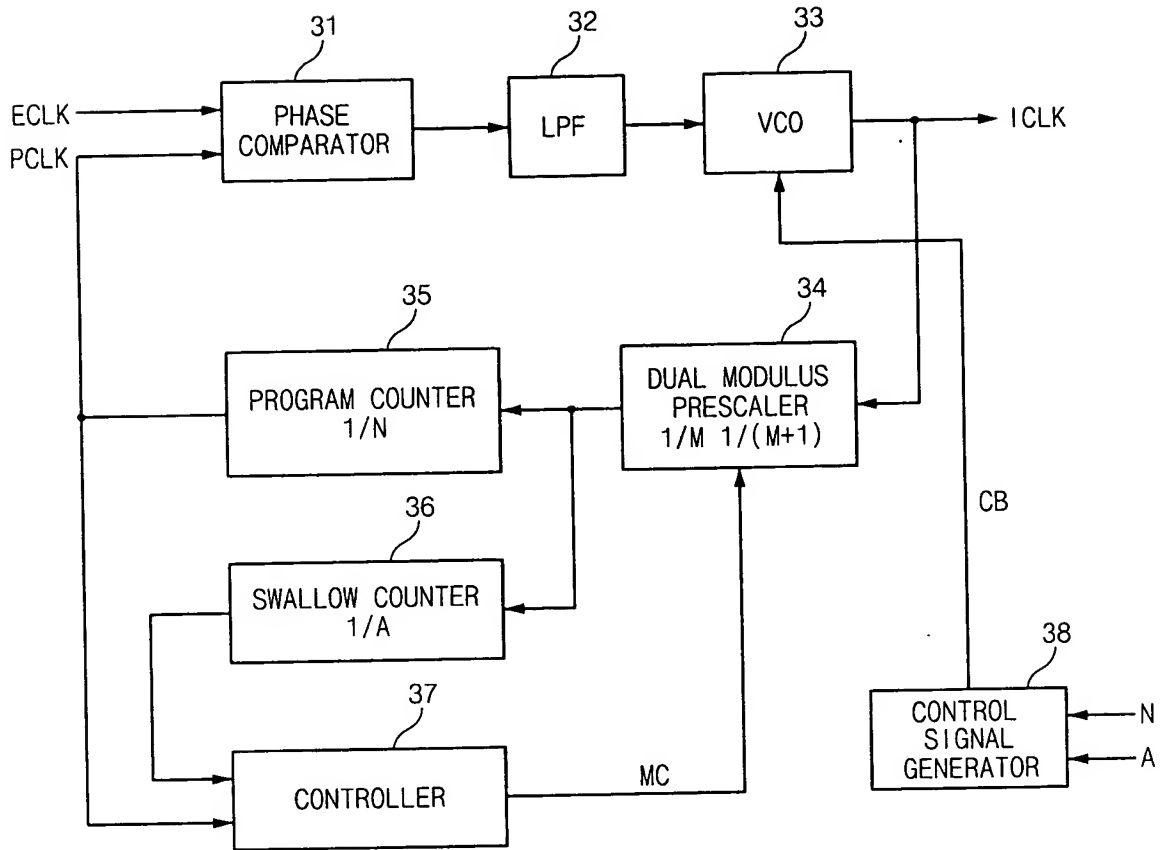 31
32
33
ECLK
PCLK
PHASE
COMPARATOR
LPF
VCO
ICLK
35
34
PROGRAM COUNTER
1/N
DUAL MODULUS
PRESCALER
1/M 1/(M+1)
CB
36
SWALLOW COUNTER
1/A
38
37
CONTROLLER
MC
CONTROL
SIGNAL
GENERATOR
N
A